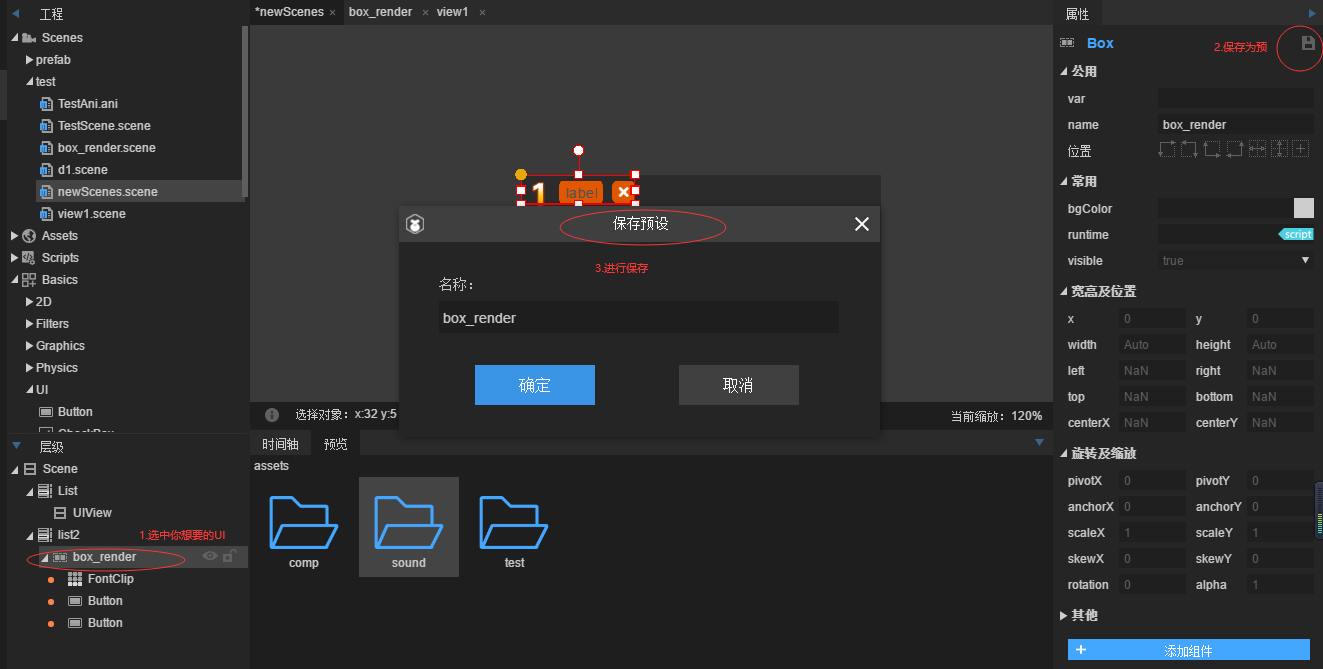 工程
Scenes
prefab
test
TestAni.ani
TestScene.scene
box_render.scene
d1.scene
newScenes.scene
view1.scene
Assets
Scripts
Basics
2D
Filters
Graphics
Physics
UI
Button
CheckBox
层级
Scene
List
UIView
list2
1.选中你想要的UI
box_render
FontClip
Button
Button
*newScenes × box_render × view1 ×
1 label ×
保存预设
3.进行保存
名称：
box_render
确定 取消
选择对象：x:32 y:5
当前缩放：120%
时间轴 预览
assets
comp sound test
属性
Box
2.保存为预
公用
var
name box_render
位置
常用
bgColor
runtime script
visible true
宽高及位置
x 0 y 0
width Auto height Auto
left NaN right NaN
top NaN bottom NaN
centerX NaN centerY NaN
旋转及缩放
pivotX 0 pivotY 0
anchorX 0 anchorY 0
scaleX 1 scaleY 1
skewX 0 skewY 0
rotation 0 alpha 1
其他
+ 添加组件